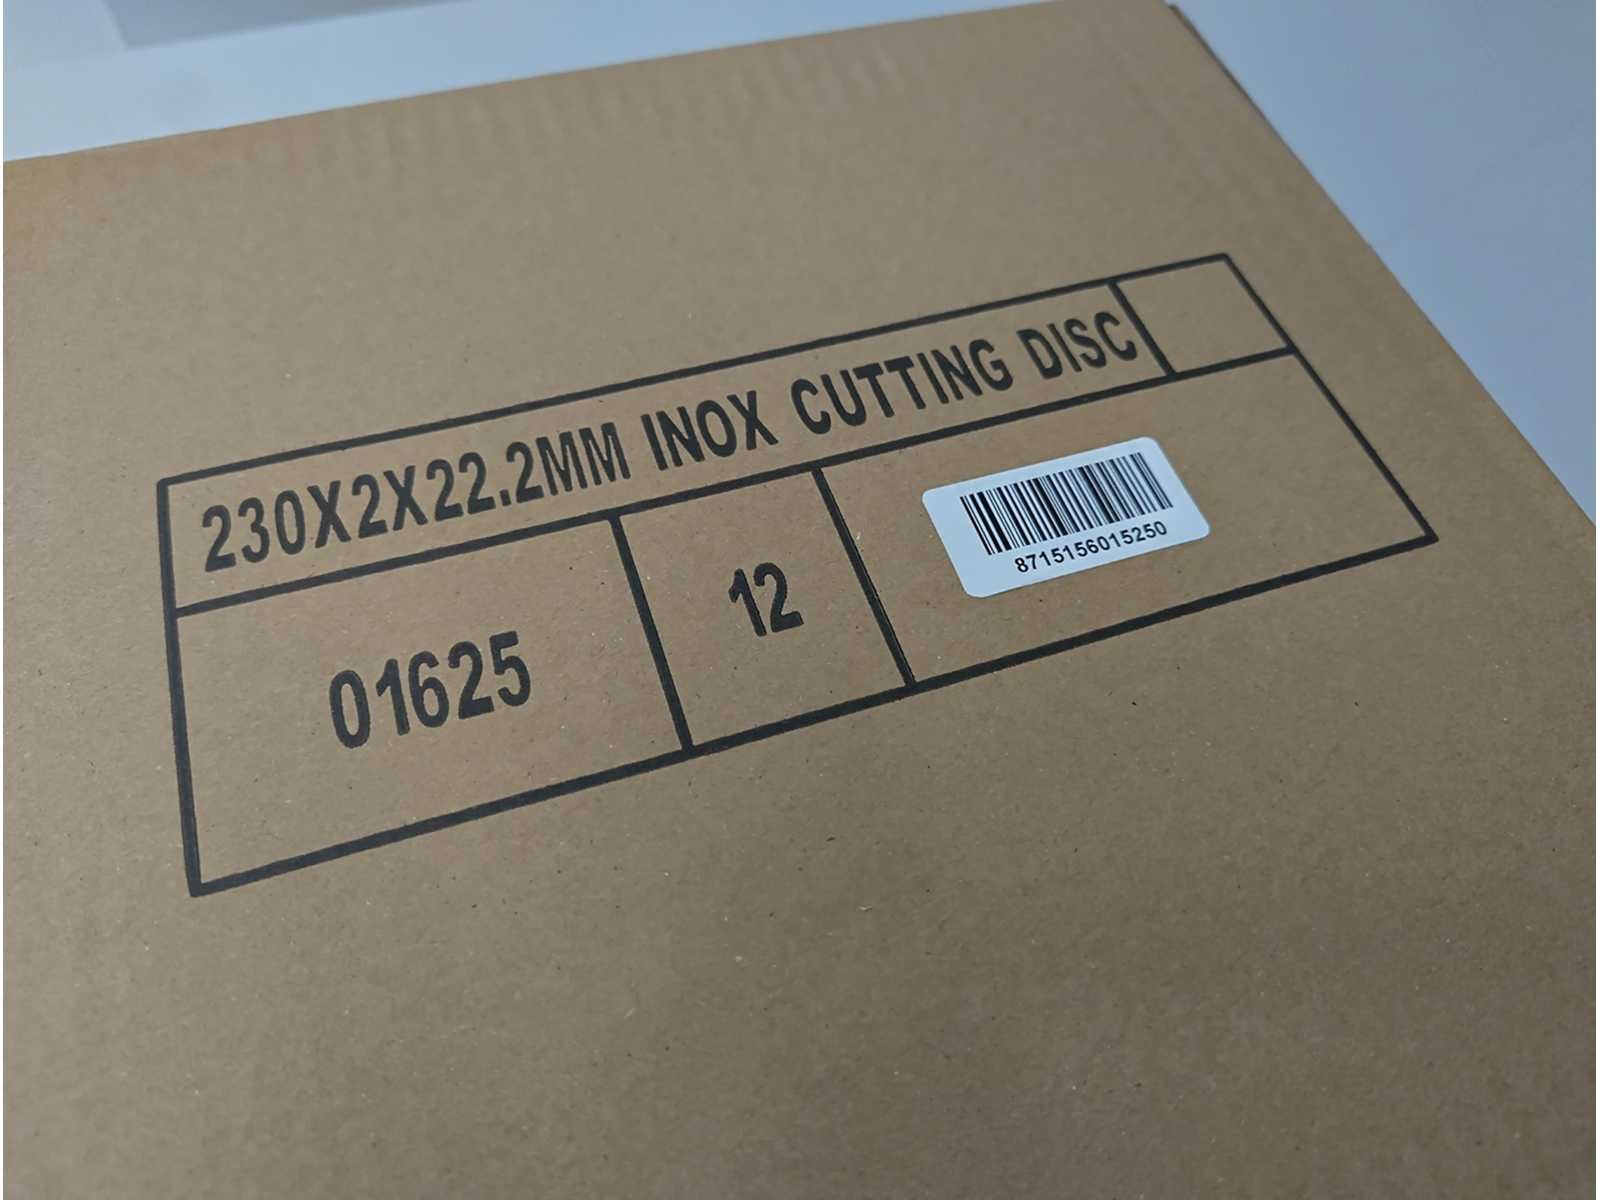 230X2X22.2MM INOX CUTTING DISC
01625
12
8715156015250